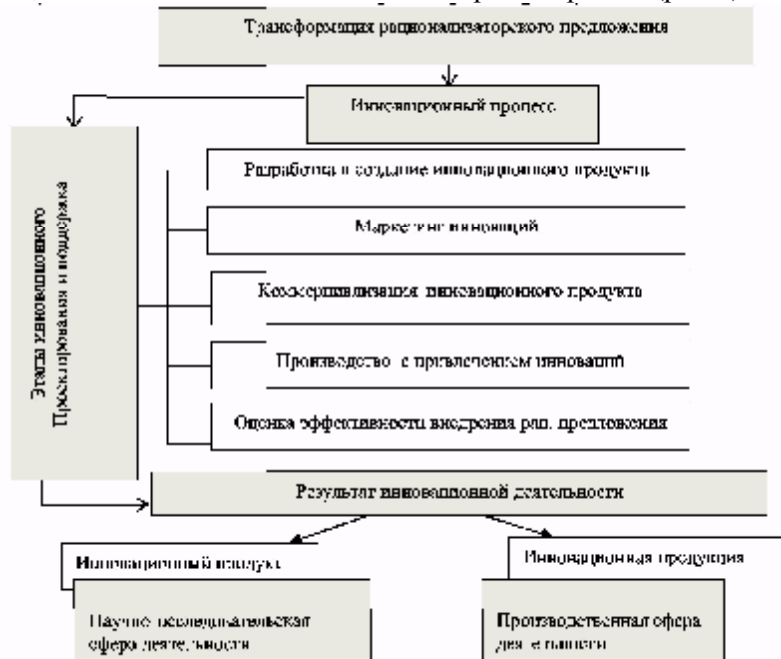 Трансформация рационализаторского предложения
Инновационный процесс
Этапы инновационного
Проектирования и поддержка
Разработка и создание инновационного продукта
Маркетинг инноваций
Коммерциализация инновационного продукта
Производство с привлечением инноваций
Оценка эффективности внедрения рац. предложения
Результат инновационной деятельности
Инновационный продукт
Инновационная продукция
Научно-исследовательская
сфера деятельности
Производственная сфера
деятельности